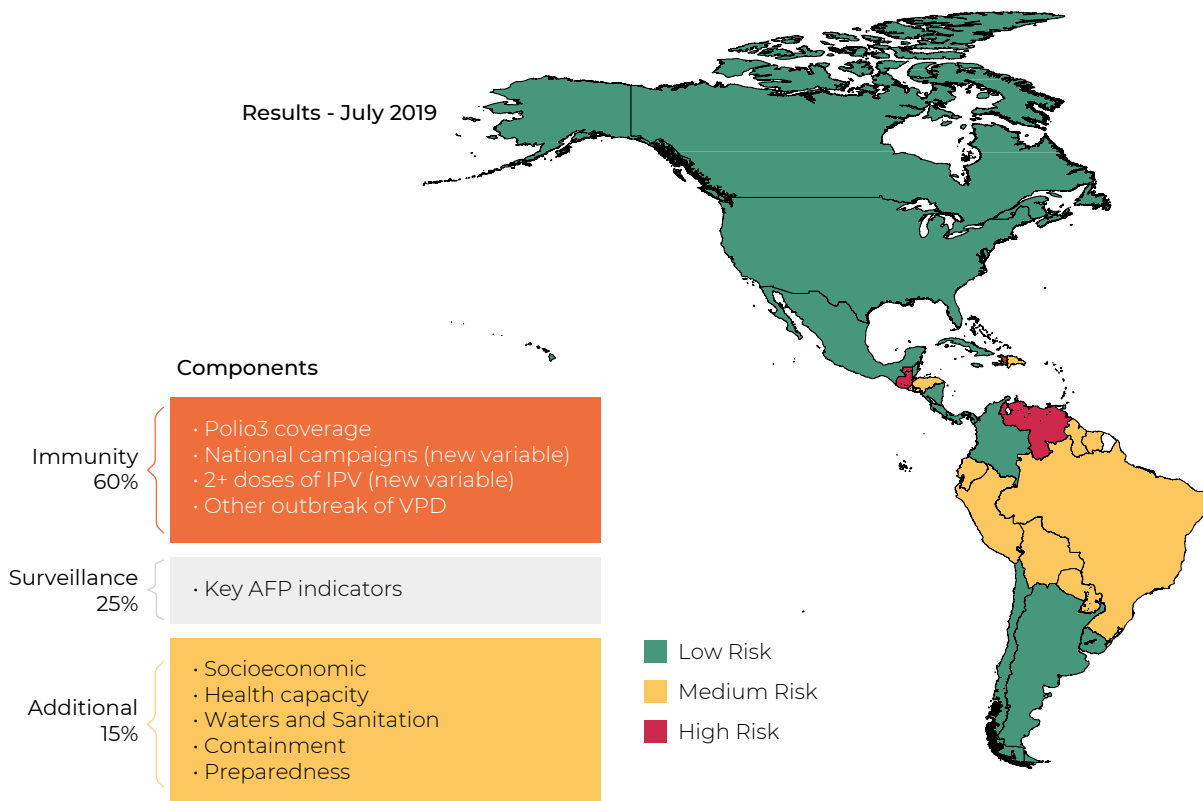 Results - July 2019
Components
Immunity
60%
· Polio3 coverage
· National campaigns (new variable)
· 2+ doses of IPV (new variable)
· Other outbreak of VPD
Surveillance
25%
· Key AFP indicators
Additional
15%
· Socioeconomic
· Health capacity
· Waters and Sanitation
· Containment
· Preparedness
Low Risk
Medium Risk
High Risk